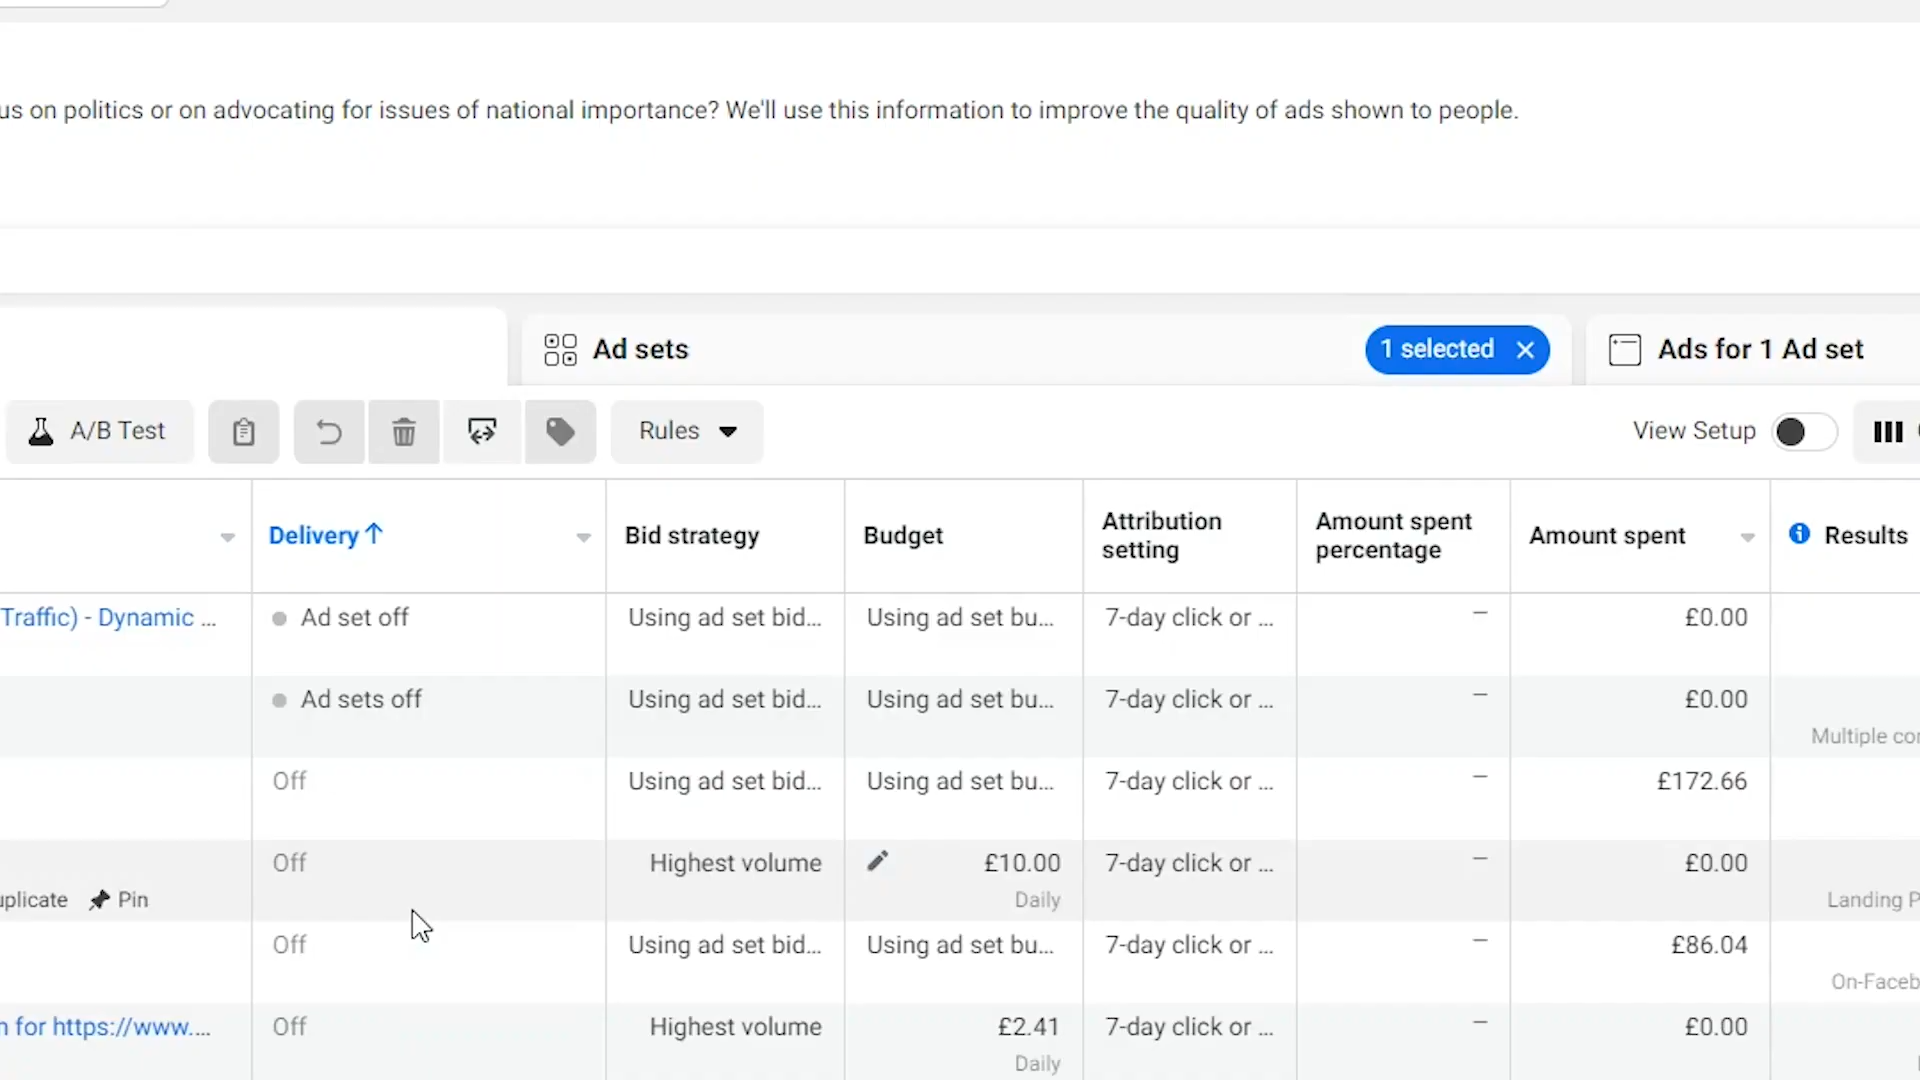 us on politics or on advocating for issues of national importance? We'll use this information to improve the quality of ads shown to people.
Ad sets
1 selected
Ads for 1 Ad set
A/B Test
Rules
View Setup
Delivery
Bid strategy
Budget
Attribution setting
Amount spent percentage
Amount spent
Results
Traffic) - Dynamic ...
Ad set off
Using ad set bid...
Using ad set bu...
7-day click or ...
—
£0.00
Ad sets off
Using ad set bid...
Using ad set bu...
7-day click or ...
—
£0.00
Multiple con
Off
Using ad set bid...
Using ad set bu...
7-day click or ...
—
£172.66
Off
Highest volume
£10.00
7-day click or ...
—
£0.00
uplicate
Pin
Daily
Landing P
Off
Using ad set bid...
Using ad set bu...
7-day click or ...
—
£86.04
On-Faceb
n for https://www....
Off
Highest volume
£2.41
7-day click or ...
—
£0.00
Daily